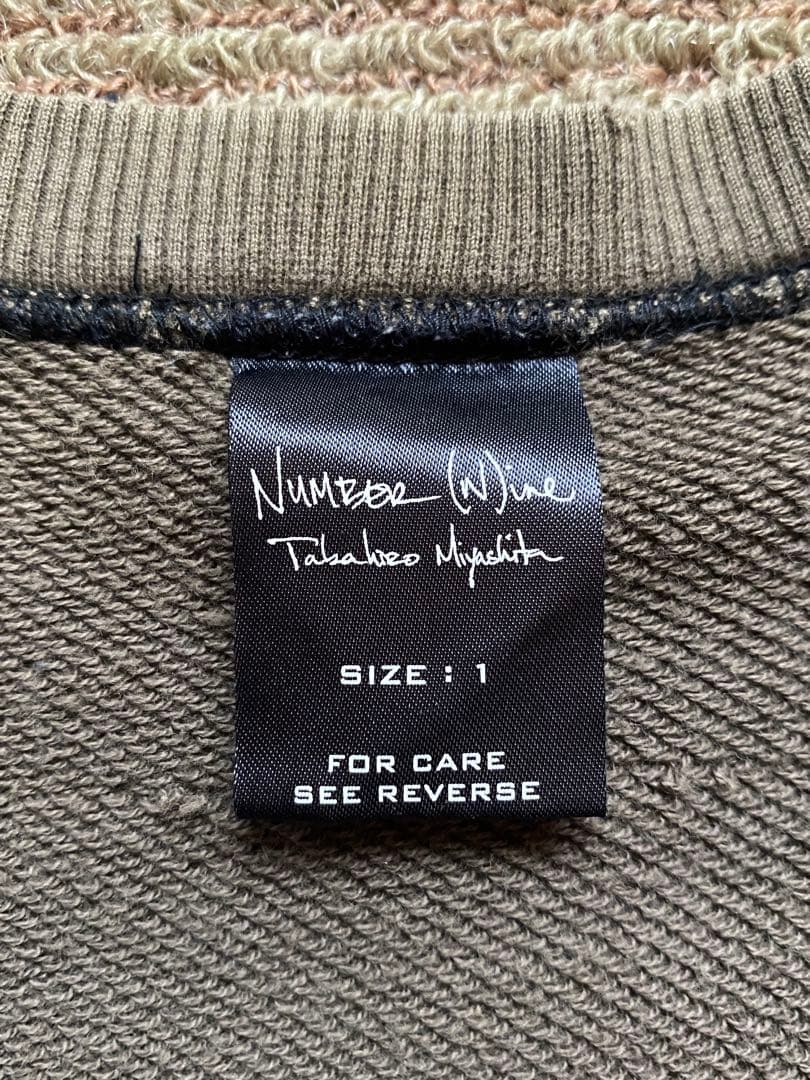 NUMBER (N)ine
Takahiro Miyashita
SIZE : 1
FOR CARE
SEE REVERSE